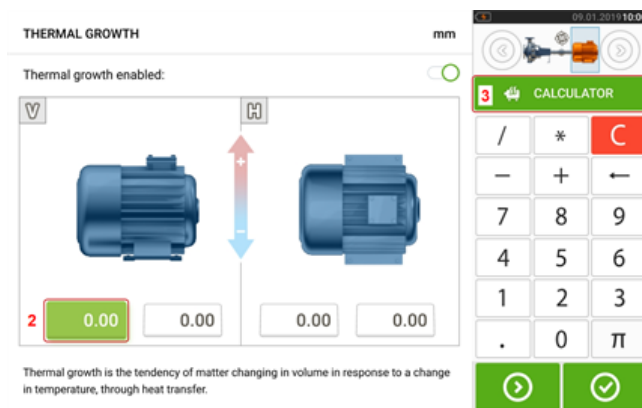 THERMAL GROWTH mm
09.01.2019 10:0
Thermal growth enabled:
V H
3 CALCULATOR
+
−
/ * C
− + ←
7 8 9
4 5 6
1 2 3
. 0 π
2 0.00 0.00 0.00 0.00
Thermal growth is the tendency of matter changing in volume in response to a change
in temperature, through heat transfer.